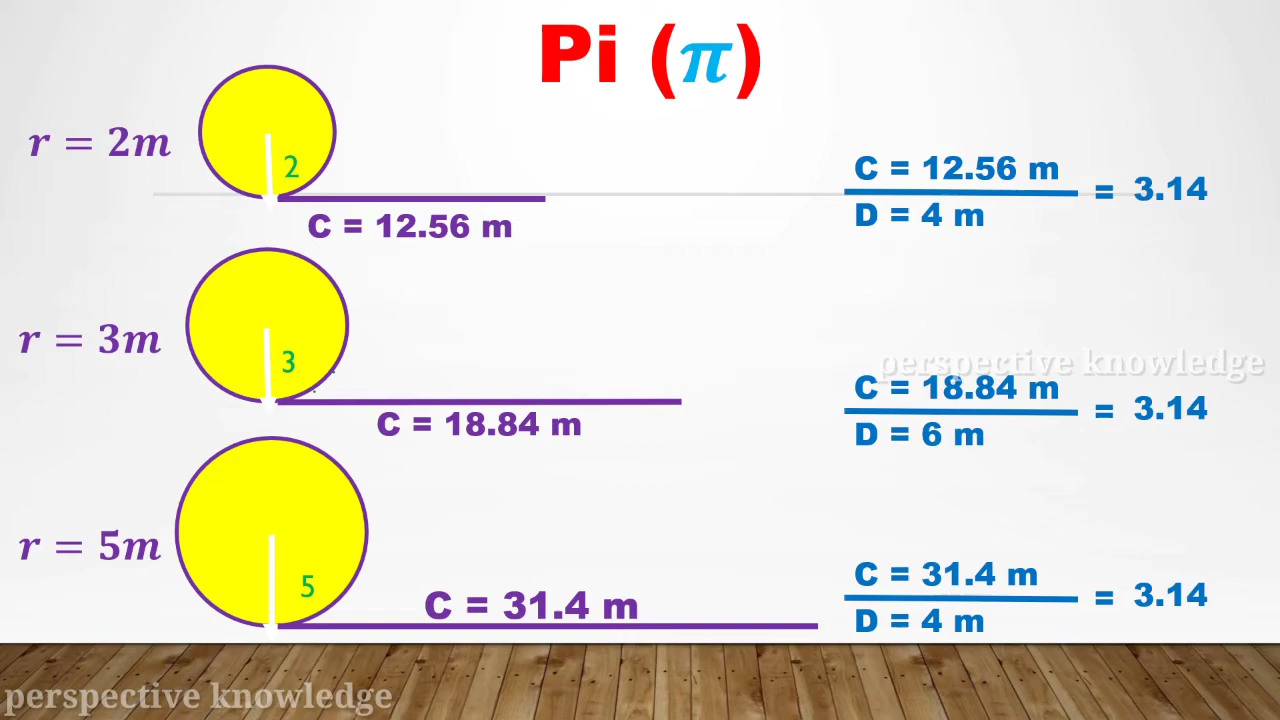 Pi (π)
r = 2m
2
C = 12.56 m
C = 12.56 m
D = 4 m
= 3.14
r = 3m
3
C = 18.84 m
perspective knowledge
C = 18.84 m
D = 6 m
= 3.14
r = 5m
5
C = 31.4 m
C = 31.4 m
D = 4 m
= 3.14
perspective knowledge